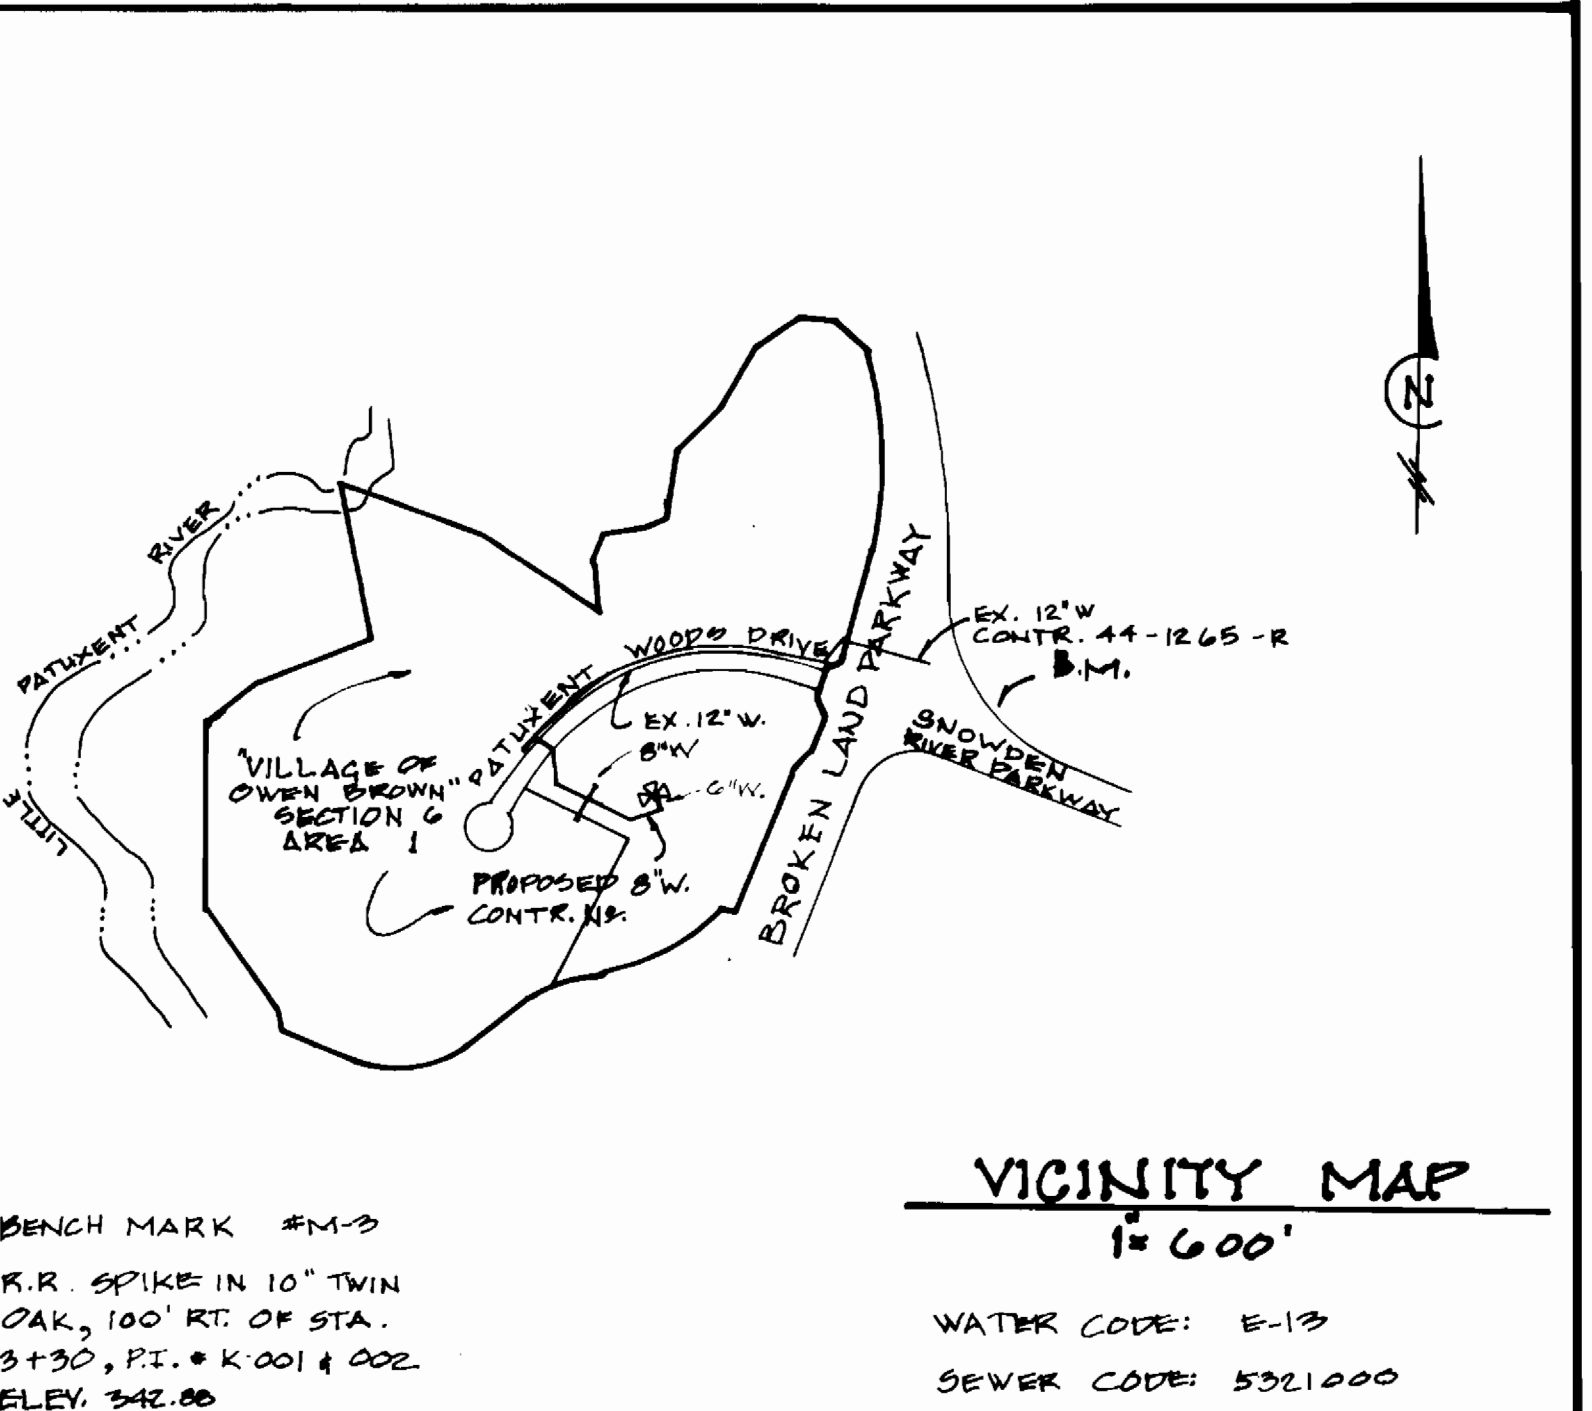 N
RIVER
PATUXENT
LITTLE
PATUXENT WOODS DRIVE
BROKEN LAND PARKWAY
EX. 12" W
CONTR. 44-1265-R
B.M.
SNOWDEN
RIVER PARKWAY
EX. 12" W.
8" W
6" W.
"VILLAGE OF
OWEN BROWN"
SECTION 6
AREA 1
PROPOSED 8" W.
CONTR. No.
VICINITY MAP
1" = 600'
BENCH MARK #M-3
R.R. SPIKE IN 10" TWIN
OAK, 100' RT. OF STA.
3+30, P.I. # K-001 & 002
ELEV. 342.88
WATER CODE: E-13
SEWER CODE: 5321000